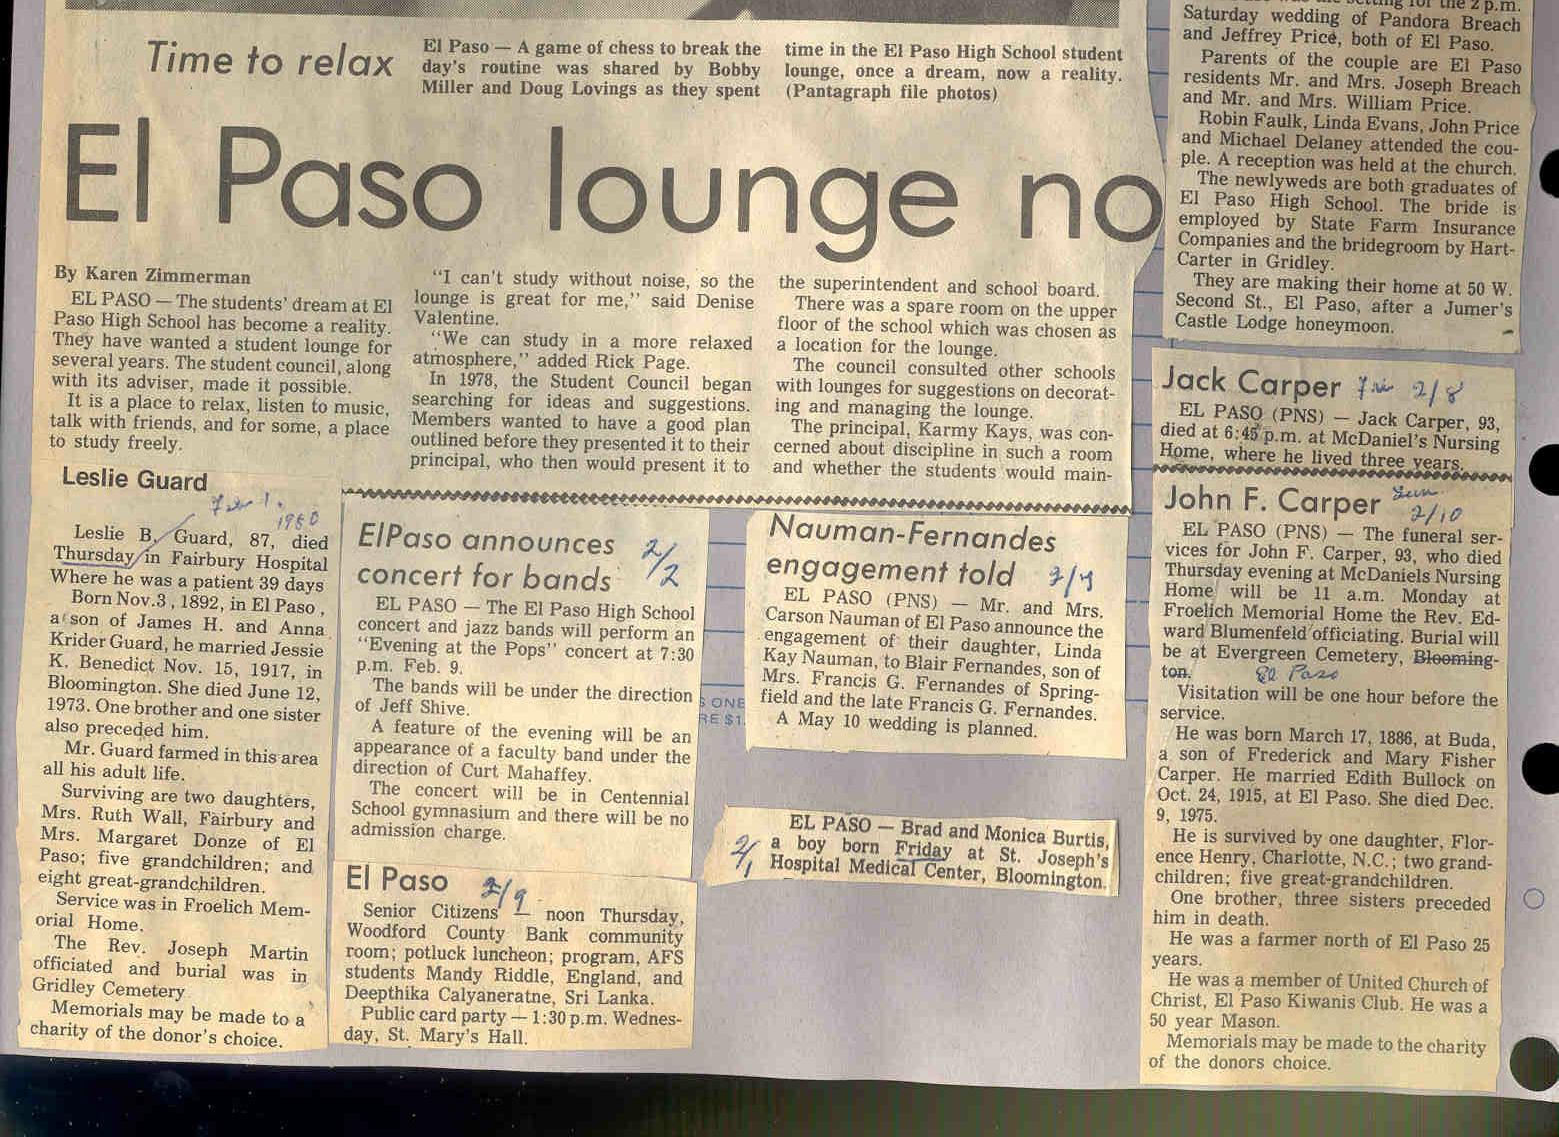 Time to relax
El Paso — A game of chess to break the
day's routine was shared by Bobby
Miller and Doug Lovings as they spent
time in the El Paso High School student
lounge, once a dream, now a reality.
(Pantagraph file photos)
El Paso lounge no
By Karen Zimmerman
EL PASO — The students' dream at El
Paso High School has become a reality.
They have wanted a student lounge for
several years. The student council, along
with its adviser, made it possible.
It is a place to relax, listen to music,
talk with friends, and for some, a place
to study freely.
"I can't study without noise, so the
lounge is great for me," said Denise
Valentine.
"We can study in a more relaxed
atmosphere," added Rick Page.
In 1978, the Student Council began
searching for ideas and suggestions.
Members wanted to have a good plan
outlined before they presented it to their
principal, who then would present it to
the superintendent and school board.
There was a spare room on the upper
floor of the school which was chosen as
a location for the lounge.
The council consulted other schools
with lounges for suggestions on decorat-
ing and managing the lounge.
The principal, Karmy Kays, was con-
cerned about discipline in such a room
and whether the students would main-
the 2 p.m.
Saturday wedding of Pandora Breach
and Jeffrey Price, both of El Paso.
Parents of the couple are El Paso
residents Mr. and Mrs. Joseph Breach
and Mr. and Mrs. William Price.
Robin Faulk, Linda Evans, John Price
and Michael Delaney attended the cou-
ple. A reception was held at the church.
The newlyweds are both graduates of
El Paso High School. The bride is
employed by State Farm Insurance
Companies and the bridegroom by Hart-
Carter in Gridley.
They are making their home at 50 W.
Second St., El Paso, after a Jumer's
Castle Lodge honeymoon.
Leslie Guard
Feb 1.
1980
Leslie B. Guard, 87, died
Thursday in Fairbury Hospital
Where he was a patient 39 days
Born Nov.3 , 1892, in El Paso ,
a son of James H. and Anna
Krider Guard, he married Jessie
K. Benedict Nov. 15, 1917, in
Bloomington. She died June 12,
1973. One brother and one sister
also preceded him.
Mr. Guard farmed in this area
all his adult life.
Surviving are two daughters,
Mrs. Ruth Wall, Fairbury and
Mrs. Margaret Donze of El
Paso; five grandchildren; and
eight great-grandchildren.
Service was in Froelich Mem-
orial Home.
The Rev. Joseph Martin
officiated and burial was in
Gridley Cemetery
Memorials may be made to a
charity of the donor's choice.
ElPaso announces
concert for bands
2/2
EL PASO — The El Paso High School
concert and jazz bands will perform an
"Evening at the Pops" concert at 7:30
p.m. Feb. 9.
The bands will be under the direction
of Jeff Shive.
A feature of the evening will be an
appearance of a faculty band under the
direction of Curt Mahaffey.
The concert will be in Centennial
School gymnasium and there will be no
admission charge.
El Paso 2/9
Senior Citizens — noon Thursday,
Woodford County Bank community
room; potluck luncheon; program, AFS
students Mandy Riddle, England, and
Deepthika Calyaneratne, Sri Lanka.
Public card party — 1:30 p.m. Wednes-
day, St. Mary's Hall.
S ONE
RE $1.
Nauman-Fernandes
engagement told
EL PASO (PNS) — Mr. and Mrs.
Carson Nauman of El Paso announce the
engagement of their daughter, Linda
Kay Nauman, to Blair Fernandes, son of
Mrs. Francis G. Fernandes of Spring-
field and the late Francis G. Fernandes.
A May 10 wedding is planned.
2/1
EL PASO — Brad and Monica Burtis,
a boy born Friday at St. Joseph's
Hospital Medical Center, Bloomington.
Jack Carper Fri 2/8
EL PASO (PNS) — Jack Carper, 93,
died at 6:45 p.m. at McDaniel's Nursing
Home, where he lived three years.
John F. Carper Sun
2/10
EL PASO (PNS) — The funeral ser-
vices for John F. Carper, 93, who died
Thursday evening at McDaniels Nursing
Home will be 11 a.m. Monday at
Froelich Memorial Home the Rev. Ed-
ward Blumenfeld officiating. Burial will
be at Evergreen Cemetery, Blooming-
ton. El Paso
Visitation will be one hour before the
service.
He was born March 17, 1886, at Buda,
a son of Frederick and Mary Fisher
Carper. He married Edith Bullock on
Oct. 24, 1915, at El Paso. She died Dec.
9, 1975.
He is survived by one daughter, Flor-
ence Henry, Charlotte, N.C.; two grand-
children; five great-grandchildren.
One brother, three sisters preceded
him in death.
He was a farmer north of El Paso 25
years.
He was a member of United Church of
Christ, El Paso Kiwanis Club. He was a
50 year Mason.
Memorials may be made to the charity
of the donors choice.